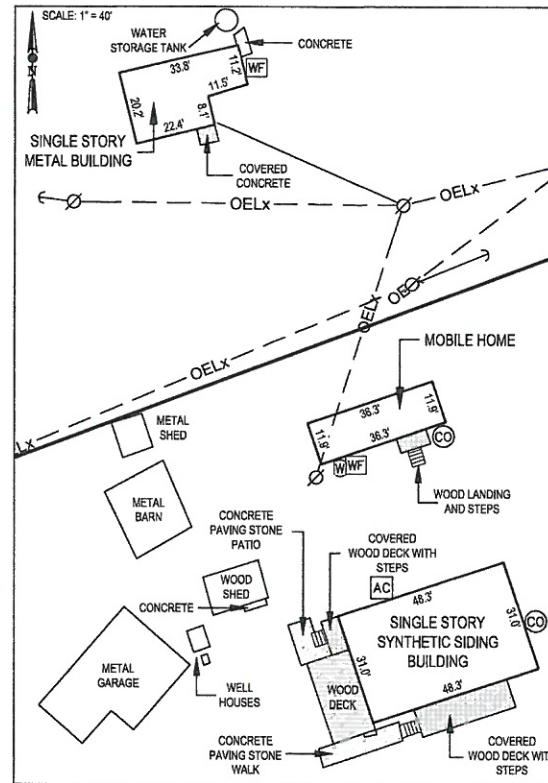 SCALE: 1" = 40'
N
WATER
STORAGE TANK
CONCRETE
33.8'
11.2'
WF
11.5'
20.2'
8.1'
22.4'
SINGLE STORY
METAL BUILDING
COVERED
CONCRETE
OELx
OELx
OELx
OELx
OELx
Lx
MOBILE HOME
36.3'
11.9'
11.9'
36.3'
CO
W
WF
WOOD LANDING
AND STEPS
METAL
SHED
METAL
BARN
CONCRETE
PAVING STONE
PATIO
COVERED
WOOD DECK WITH
STEPS
WOOD
SHED
CONCRETE
AC
48.3'
SINGLE STORY
SYNTHETIC SIDING
BUILDING
31.0'
CO
31.0'
48.3'
METAL
GARAGE
WELL
HOUSES
WOOD
DECK
CONCRETE
PAVING STONE
WALK
COVERED
WOOD DECK WIT
STEPS